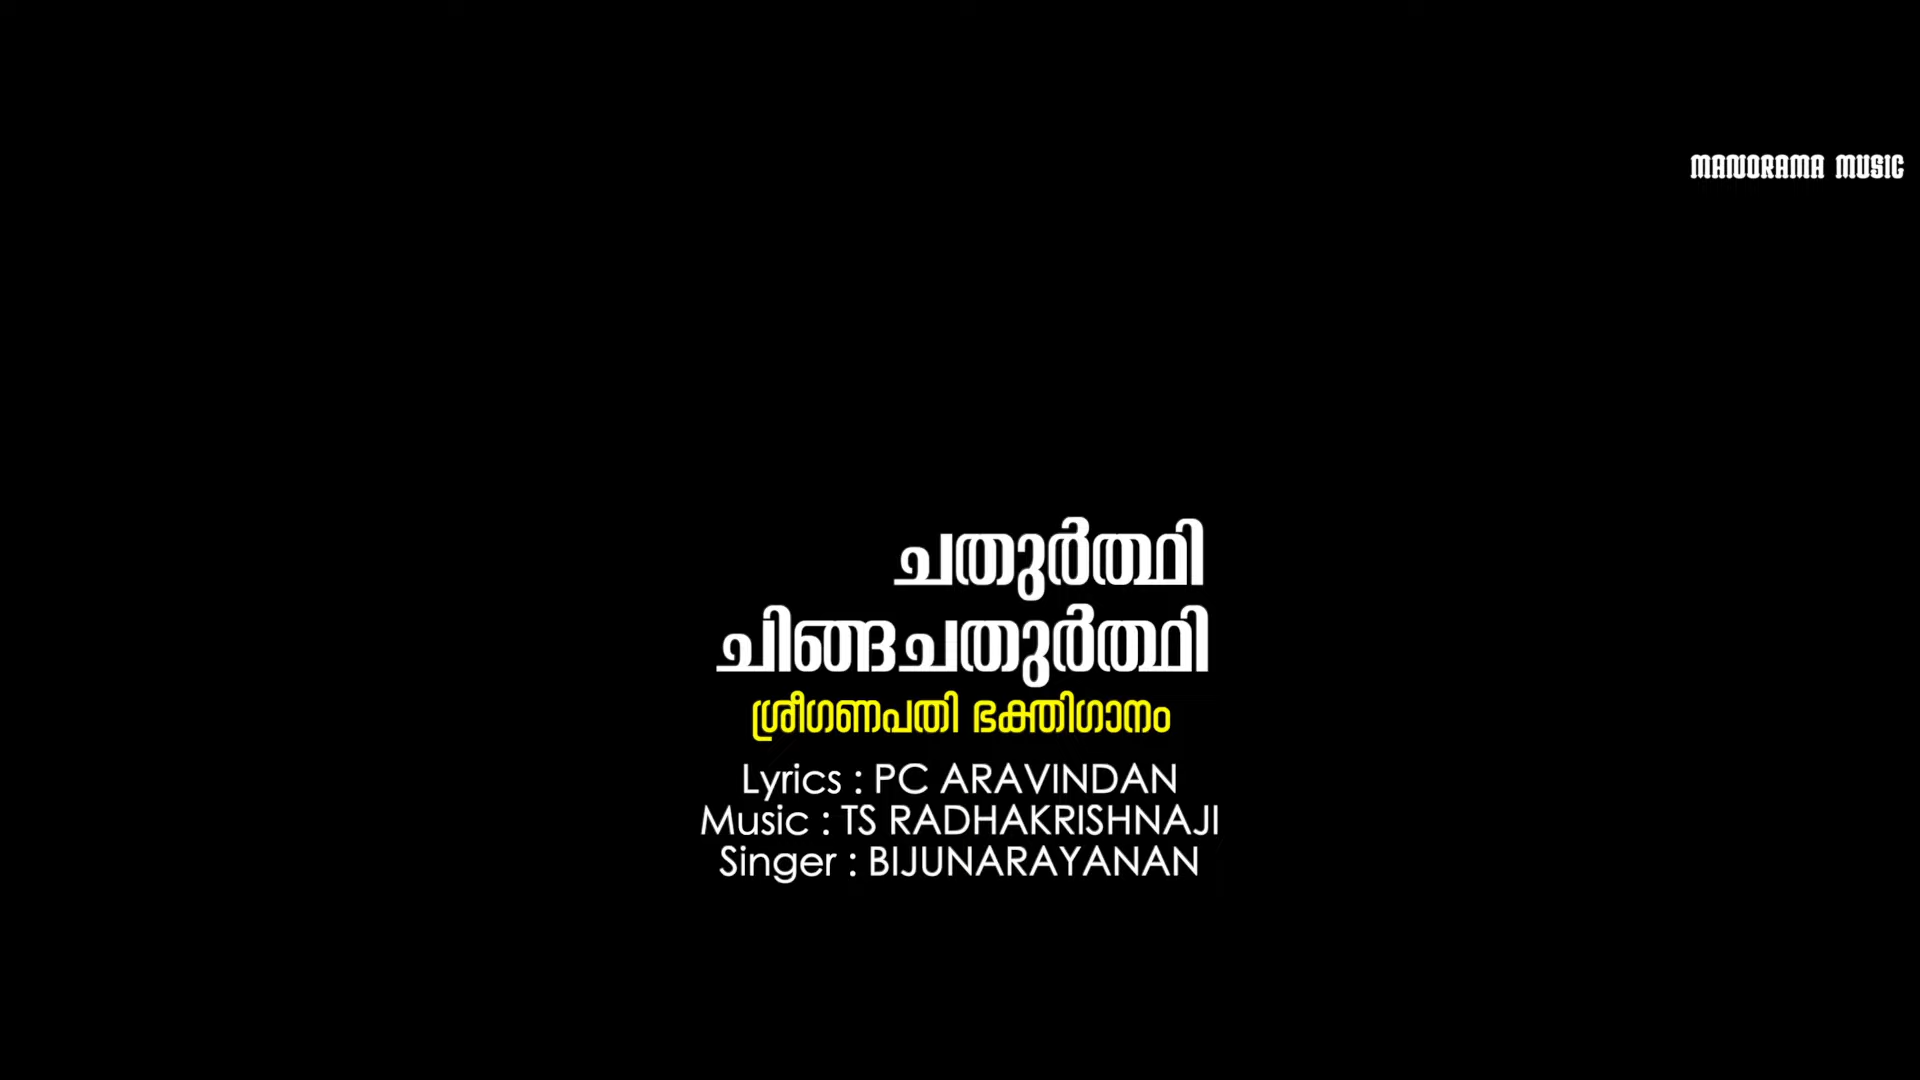 MANORAMA MUSIC
ചതുർത്ഥി
ചിങ്ങചതുർത്ഥി
ശ്രീഗണപതി ഭക്തിഗാനം
Lyrics : PC ARAVINDAN
Music : TS RADHAKRISHNAJI
Singer : BIJUNARAYANAN